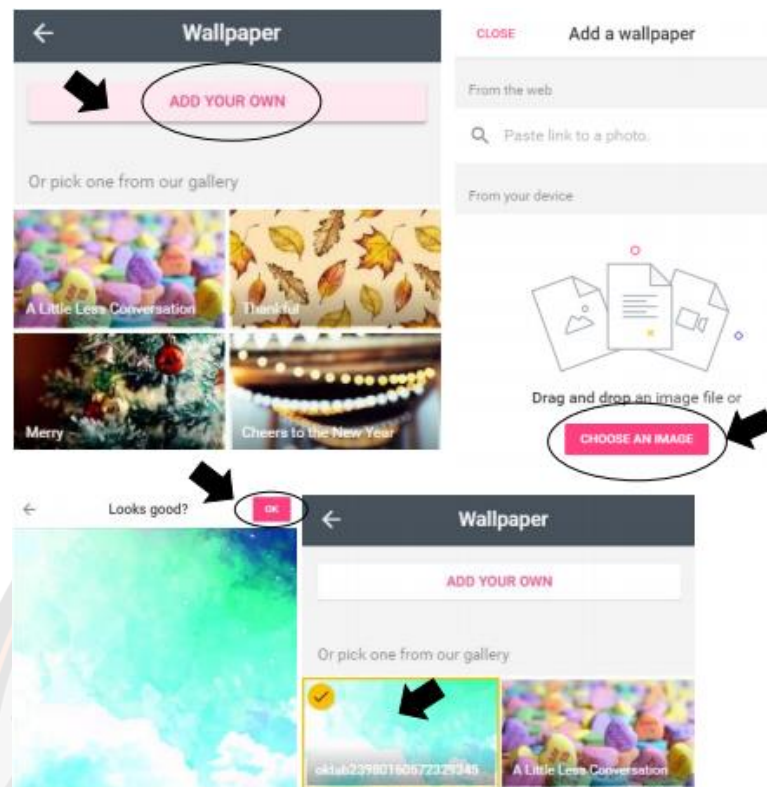 Wallpaper
ADD YOUR OWN
Or pick one from our gallery
A Little Less Conversation
Thankful
Merry
Cheers to the New Year
CLOSE
Add a wallpaper
From the web
Paste link to a photo.
From your device
Drag and drop an image file or
CHOOSE AN IMAGE
Looks good?
OK
Wallpaper
ADD YOUR OWN
Or pick one from our gallery
A Little Less Conversation